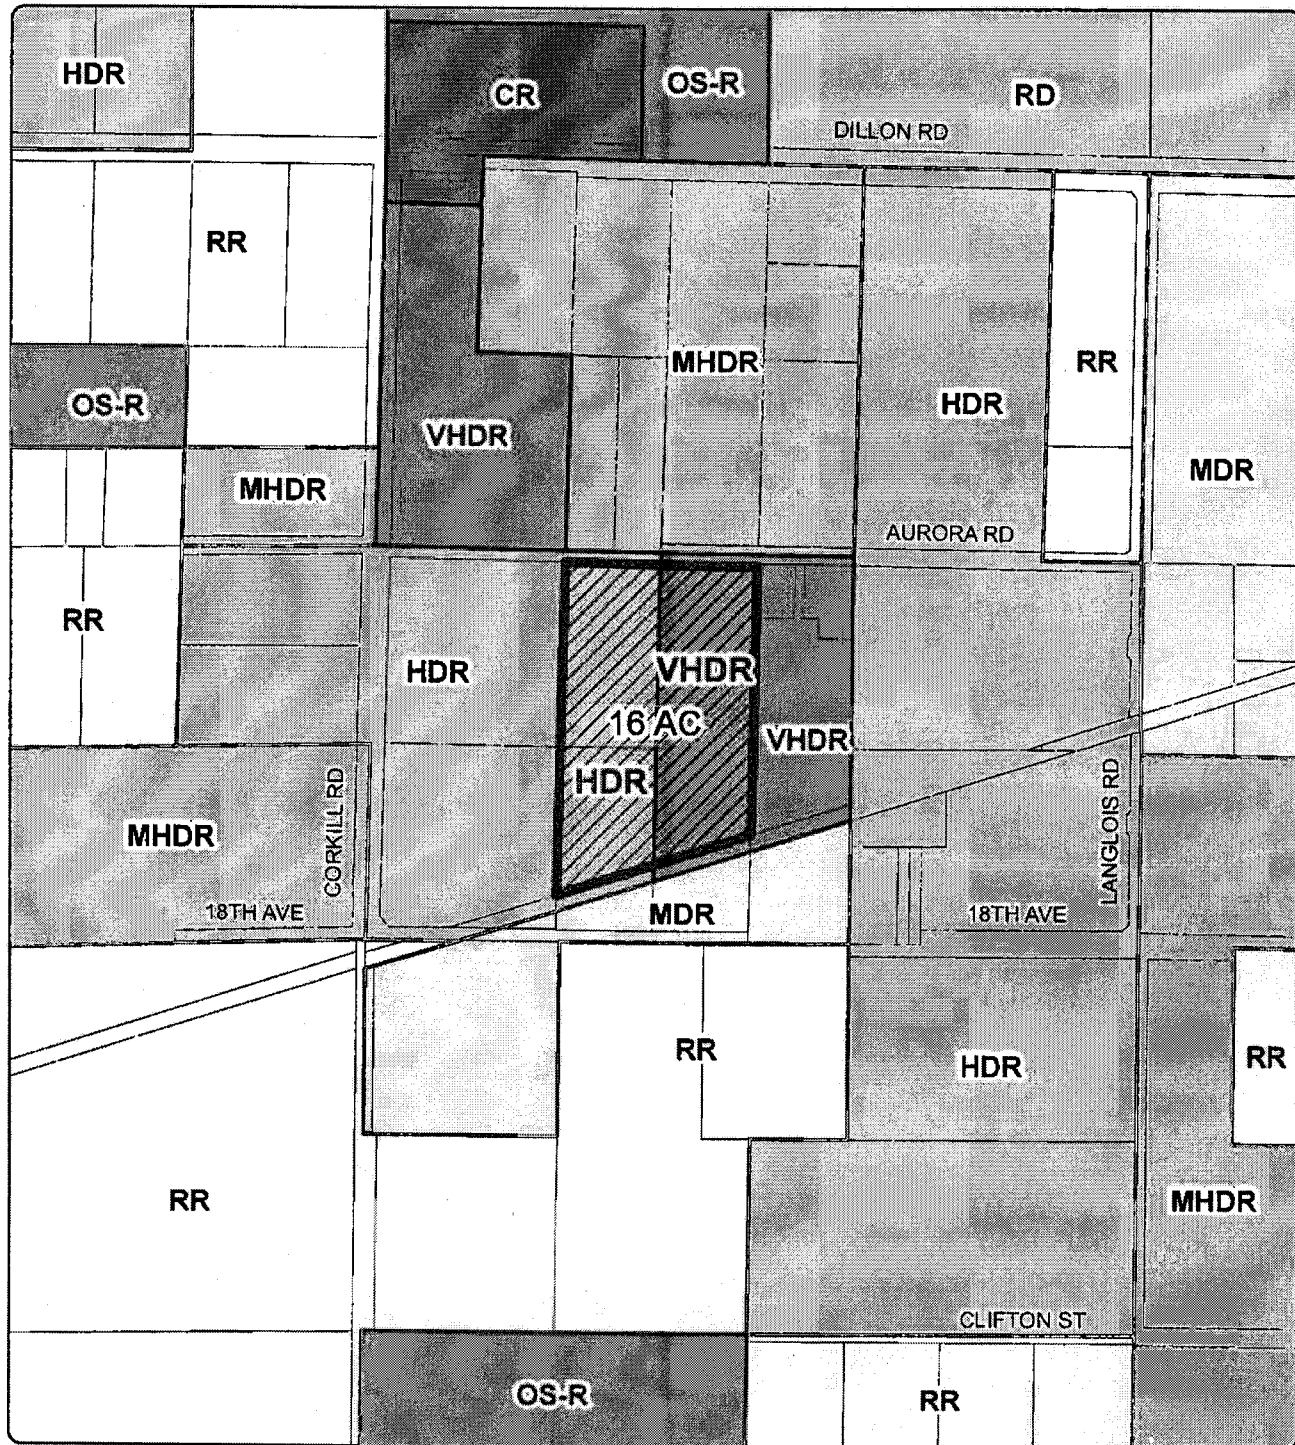 HDR
CR
OS-R
RD
DILLON RD
RR
MHDR
RR
OS-R
HDR
VHDR
MDR
MHDR
AURORA RD
RR
HDR
VHDR
16 AC
VHDR
HDR
MHDR
CORKILL RD
LANGLOIS RD
18TH AVE
MDR
18TH AVE
RR
HDR
RR
RR
MHDR
CLIFTON ST
OS-R
RR